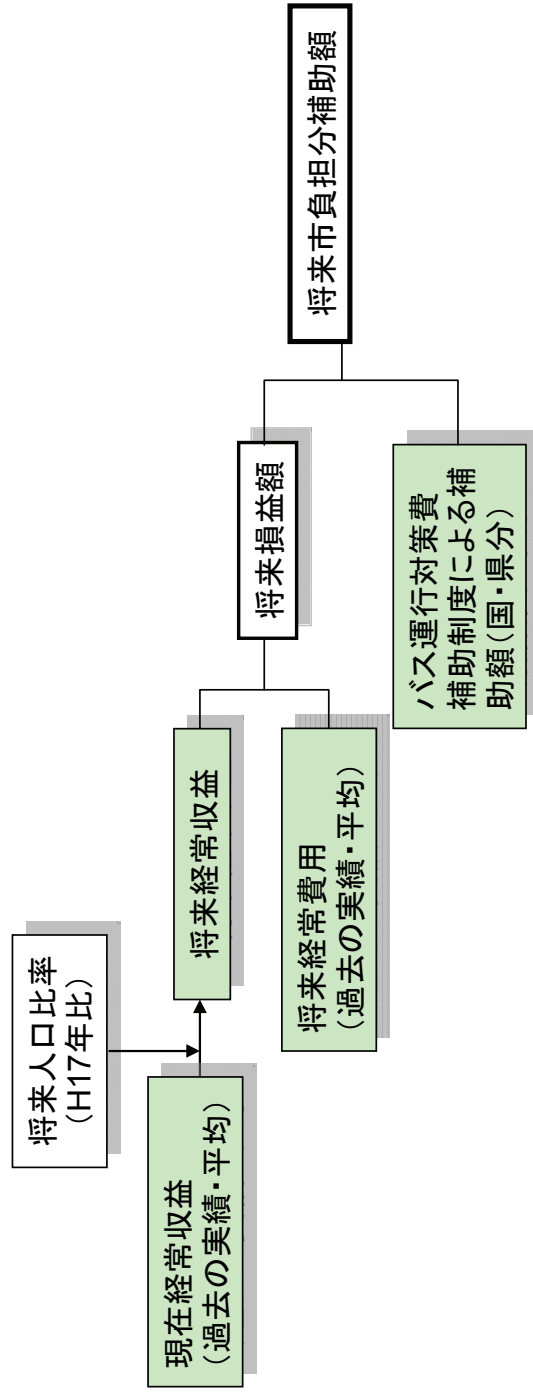 将来人口比率
(H17年比)
現在経常収益
(過去の実績・平均)
将来経常収益
将来経常費用
(過去の実績・平均)
将来損益額
バス運行対策費
補助制度による補
助額(国・県分)
将来市負担分補助額